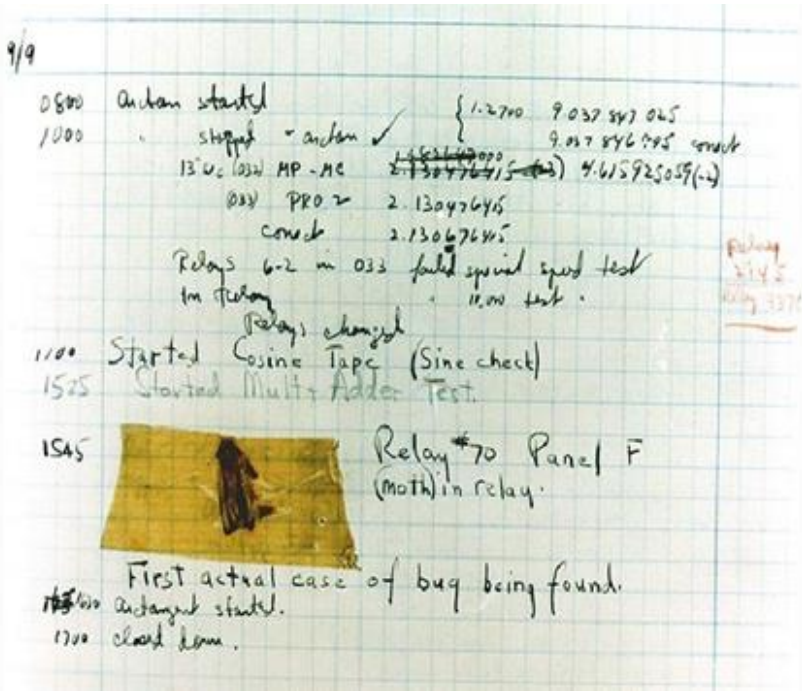 9/9
0800 Antan started { 1.2700 9.037 847 025
1000 " stopped - antan ✓ 9.037 846 995 correct
13"uc (032) MP - MC 2.130476415 (-3) 4.615925059(-2)
(033) PRO 2 2.130476415
correct 2.130676415
Relays 6-2 in 033 failed special speed test
in relay " 11,000 test.
Relay
Relays changed
1100 Started Cosine Tape (Sine check)
1525 Started Mult + Adder Test.
1545 Relay #70 Panel F
(moth) in relay.
First actual case of bug being found.
1630 antangent started.
1700 closed down.